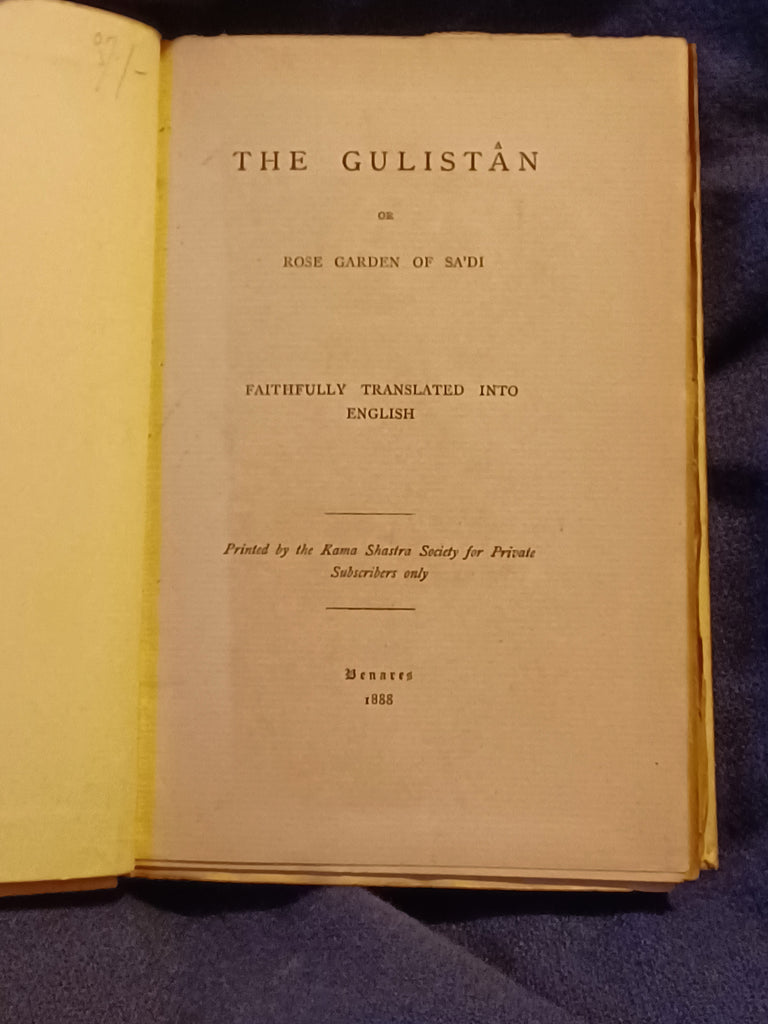 THE GULISTÂN
OR
ROSE GARDEN OF SA'DI
FAITHFULLY TRANSLATED INTO
ENGLISH
Printed by the Kama Shastra Society for Private
Subscribers only
Benares
1888